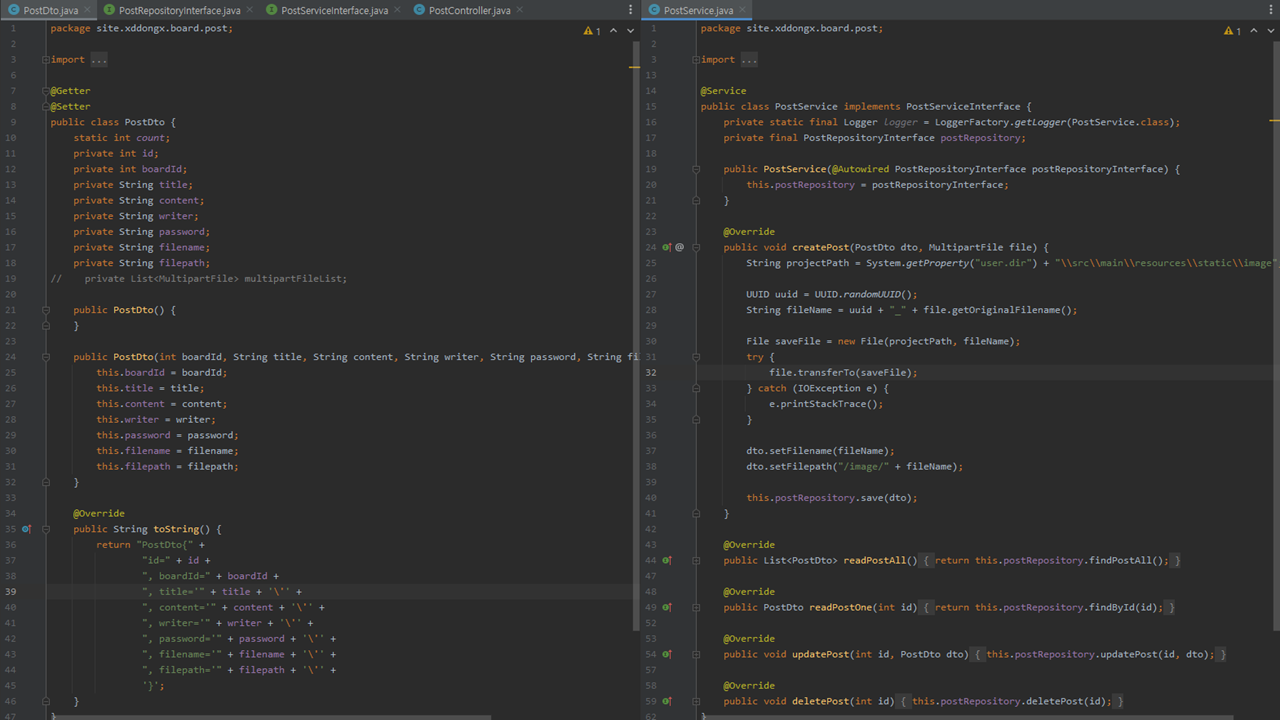 PostDto.java PostRepositoryInterface.java PostServiceInterface.java PostController.java
1 package site.xddongx.board.post;
2
3 import ...
6
7 @Getter
8 @Setter
9 public class PostDto {
10 static int count;
11 private int id;
12 private int boardId;
13 private String title;
14 private String content;
15 private String writer;
16 private String password;
17 private String filename;
18 private String filepath;
19 // private List<MultipartFile> multipartFileList;
20
21 public PostDto() {
22 }
23
24 public PostDto(int boardId, String title, String content, String writer, String password, String fi
25 this.boardId = boardId;
26 this.title = title;
27 this.content = content;
28 this.writer = writer;
29 this.password = password;
30 this.filename = filename;
31 this.filepath = filepath;
32 }
33
34 @Override
35 public String toString() {
36 return "PostDto{" +
37 "id=" + id +
38 ", boardId=" + boardId +
39 ", title='" + title + '\'' +
40 ", content='" + content + '\'' +
41 ", writer='" + writer + '\'' +
42 ", password='" + password + '\'' +
43 ", filename='" + filename + '\'' +
44 ", filepath='" + filepath + '\'' +
45 '}';
46 }
47 }
1
PostService.java
1 package site.xddongx.board.post;
2
3 import ...
13
14 @Service
15 public class PostService implements PostServiceInterface {
16 private static final Logger logger = LoggerFactory.getLogger(PostService.class);
17 private final PostRepositoryInterface postRepository;
18
19 public PostService(@Autowired PostRepositoryInterface postRepositoryInterface) {
20 this.postRepository = postRepositoryInterface;
21 }
22
23 @Override
24 @ public void createPost(PostDto dto, MultipartFile file) {
25 String projectPath = System.getProperty("user.dir") + "\\src\\main\\resources\\static\\image"
26
27 UUID uuid = UUID.randomUUID();
28 String fileName = uuid + "_" + file.getOriginalFilename();
29
30 File saveFile = new File(projectPath, fileName);
31 try {
32 file.transferTo(saveFile);
33 } catch (IOException e) {
34 e.printStackTrace();
35 }
36
37 dto.setFilename(fileName);
38 dto.setFilepath("/image/" + fileName);
39
40 this.postRepository.save(dto);
41 }
42
43 @Override
44 public List<PostDto> readPostAll() { return this.postRepository.findPostAll(); }
47
48 @Override
49 public PostDto readPostOne(int id) { return this.postRepository.findById(id); }
52
53 @Override
54 public void updatePost(int id, PostDto dto) { this.postRepository.updatePost(id, dto); }
57
58 @Override
59 public void deletePost(int id) { this.postRepository.deletePost(id); }
62 }
1